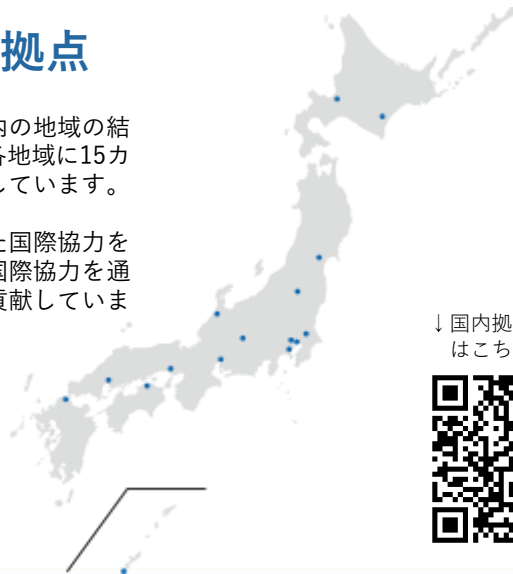 拠点
内の地域の結
各地域に15カ
しています。
た国際協力を
国際協力を通
貢献していま
↓国内拠
はこち